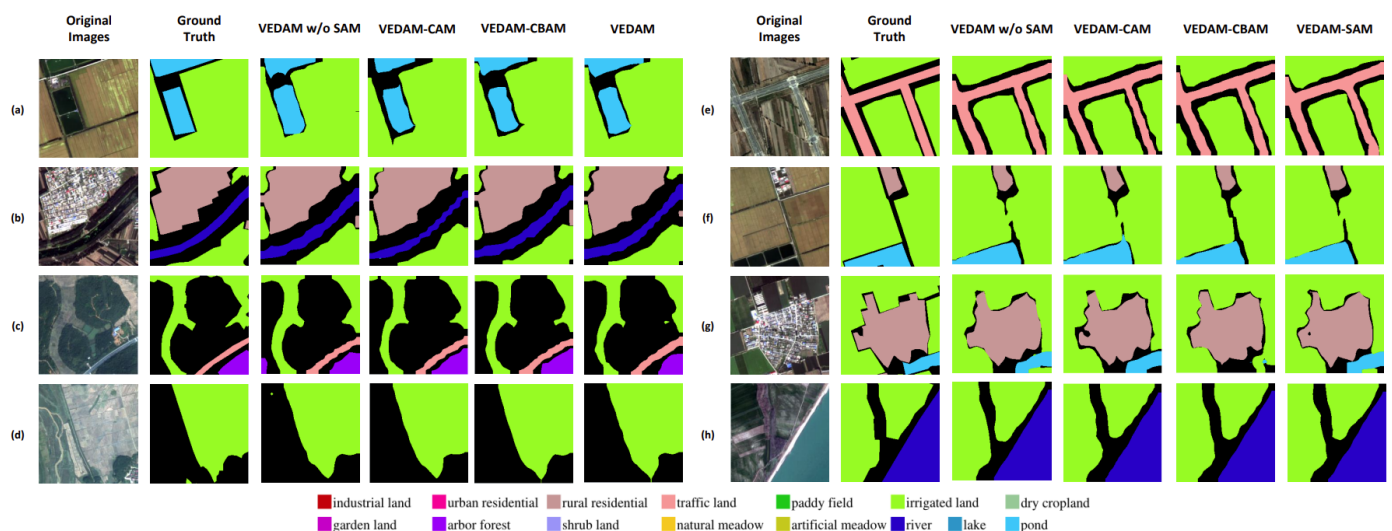 Original Images Ground Truth VEDAM w/o SAM VEDAM-CAM VEDAM-CBAM VEDAM Original Images Ground Truth VEDAM w/o SAM VEDAM-CAM VEDAM-CBAM VEDAM-SAM
(a) (e)
(b) (f)
(c) (g)
(d) (h)
industrial land urban residential rural residential traffic land paddy field irrigated land dry cropland
garden land arbor forest shrub land natural meadow artificial meadow river lake pond